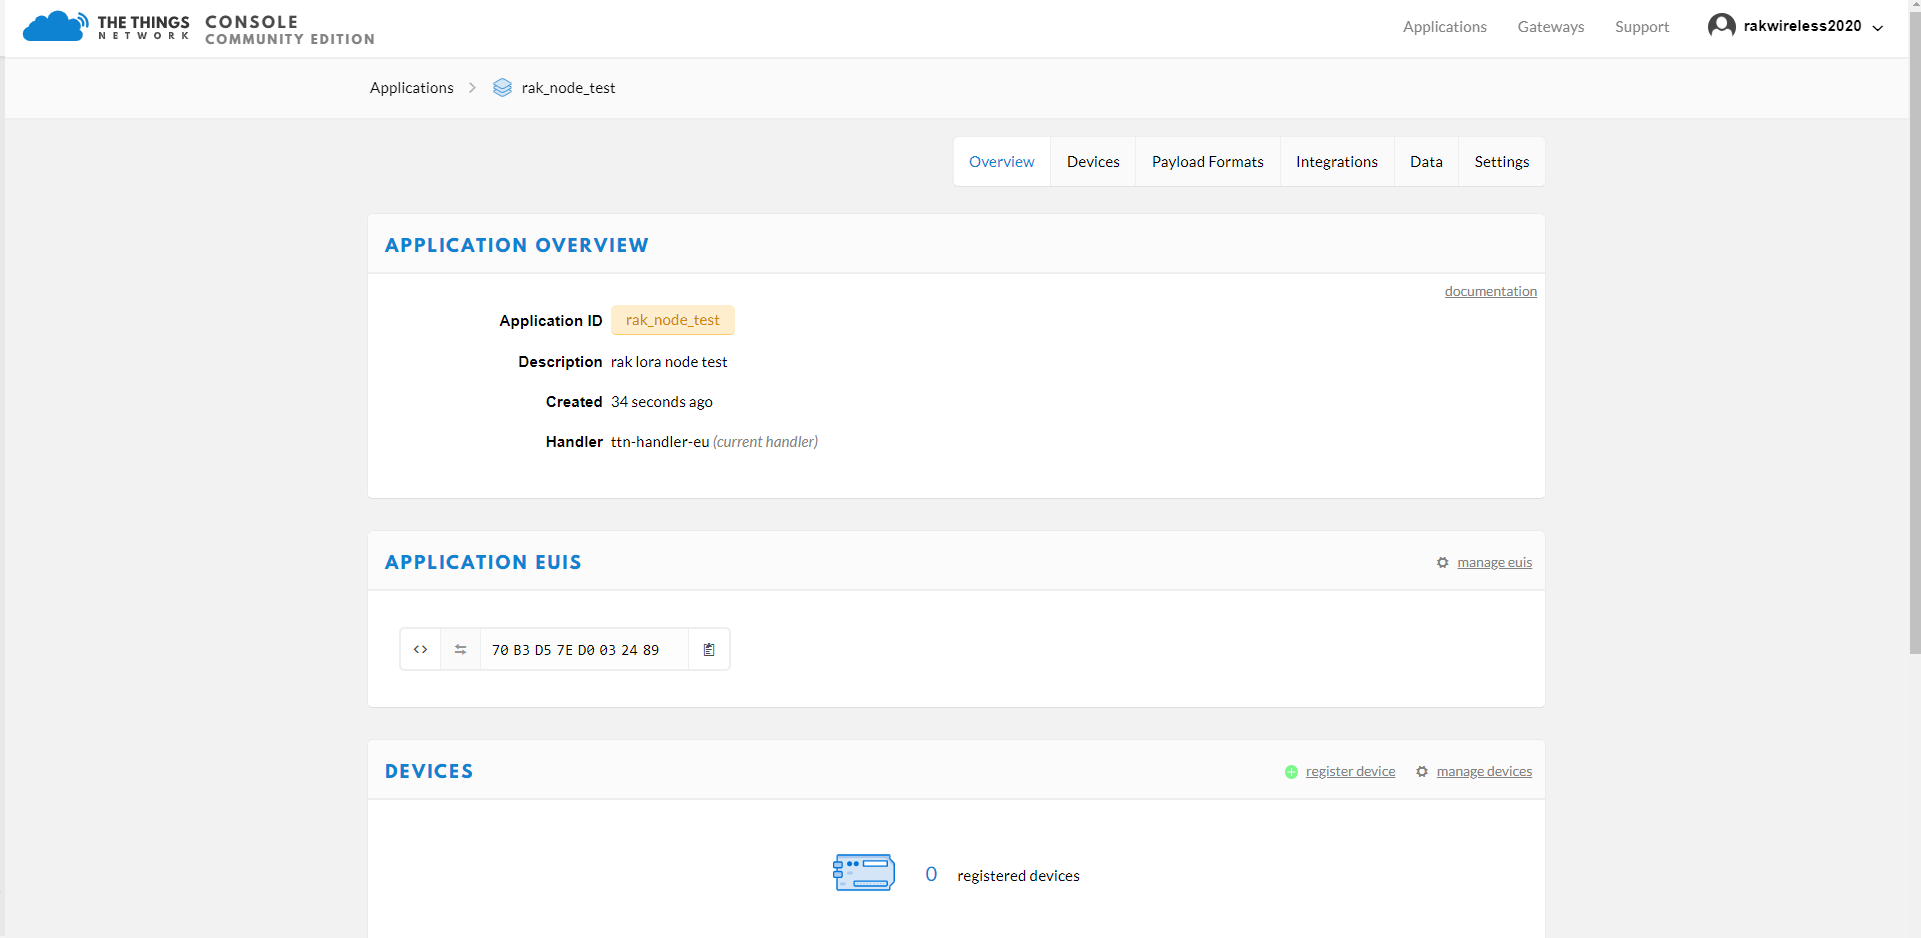 THE THINGS
NETWORK
CONSOLE
COMMUNITY EDITION
Applications
Gateways
Support
rakwireless2020
Applications
rak_node_test
Overview
Devices
Payload Formats
Integrations
Data
Settings
APPLICATION OVERVIEW
documentation
Application ID rak_node_test
Description rak lora node test
Created 34 seconds ago
Handler ttn-handler-eu (current handler)
APPLICATION EUIS
manage euis
<> 70 B3 D5 7E D0 03 24 89
DEVICES
register device
manage devices
0 registered devices